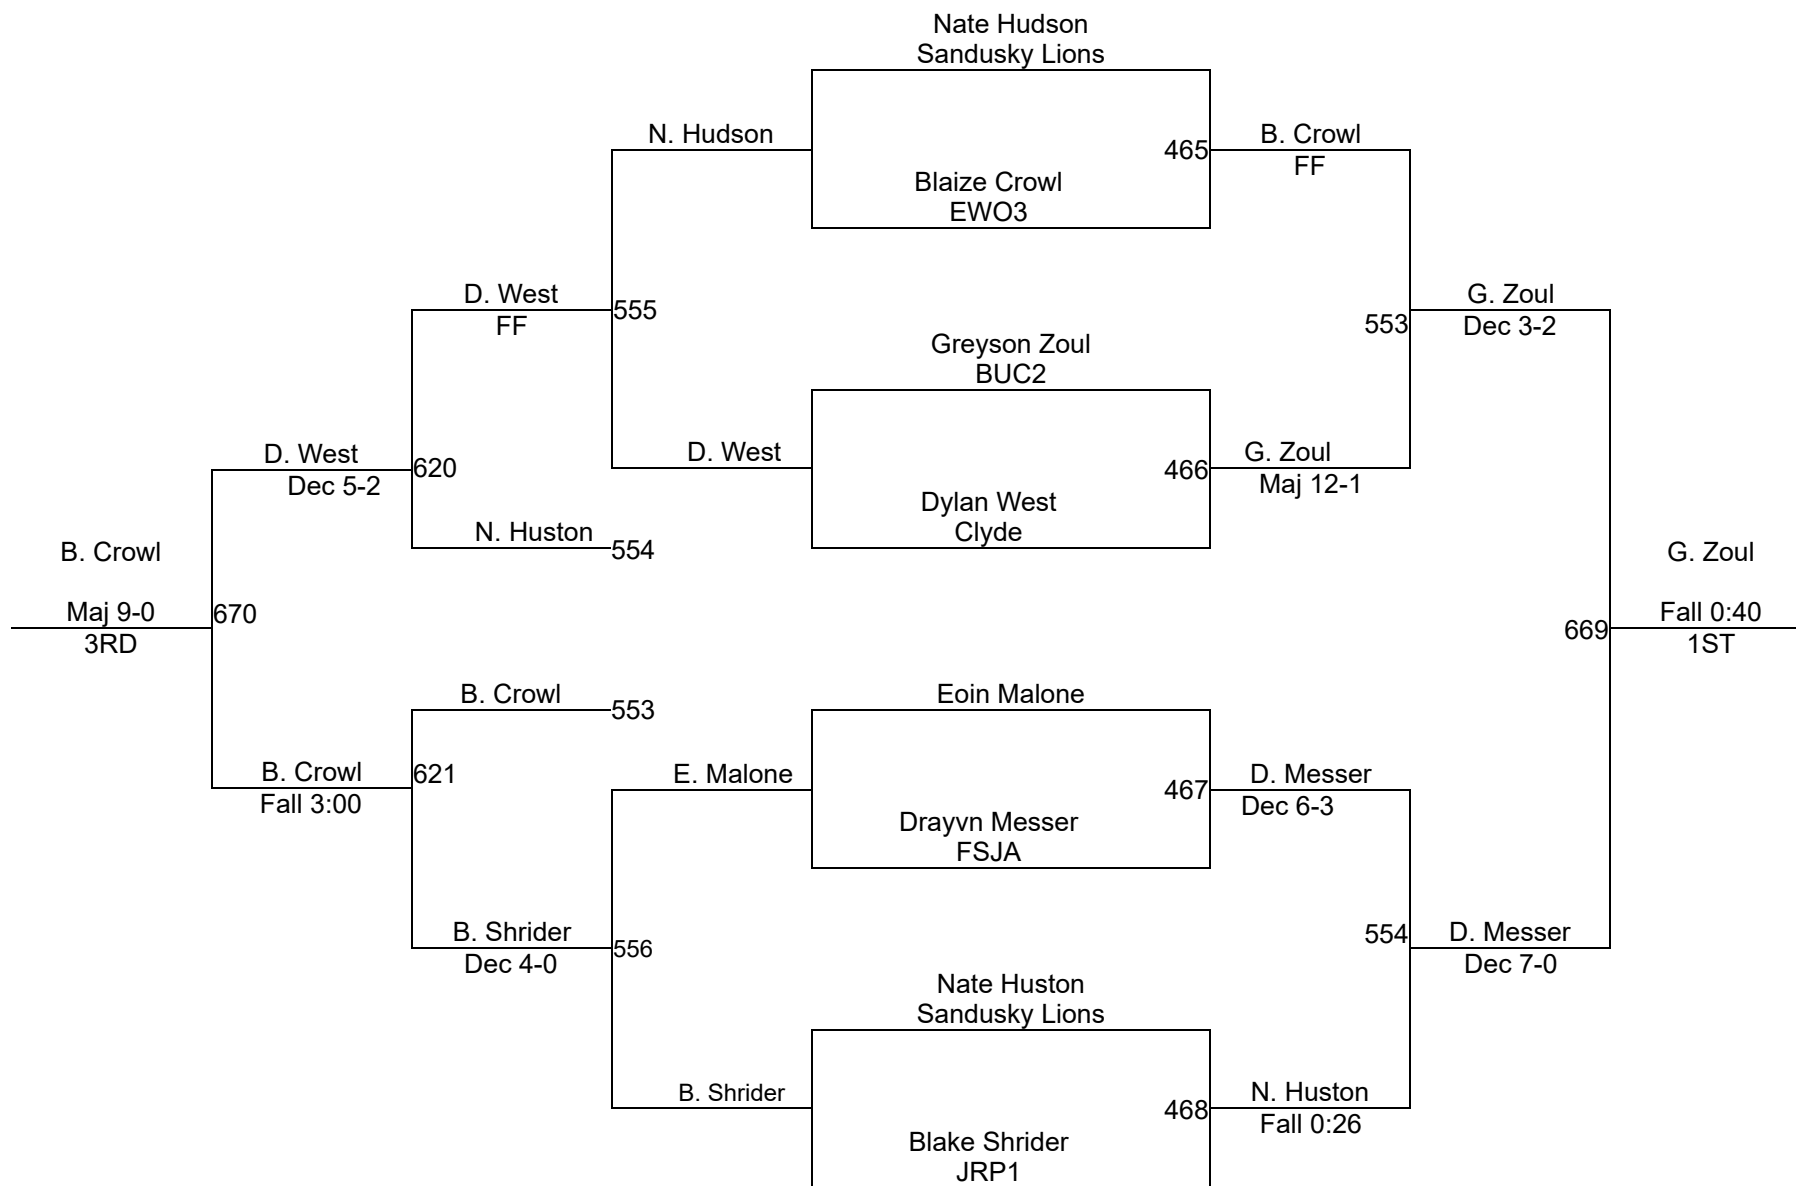 Nate Hudson
Sandusky Lions
N. Hudson
465
B. Crowl
FF
Blaize Crowl
EWO3
D. West
FF
555
G. Zoul
Dec 3-2
553
Greyson Zoul
BUC2
D. West
Dec 5-2
620
D. West
466
G. Zoul
Maj 12-1
Dylan West
Clyde
N. Huston
554
B. Crowl
Maj 9-0
3RD
670
G. Zoul
Fall 0:40
1ST
669
B. Crowl
553
Eoin Malone
B. Crowl
Fall 3:00
621
E. Malone
467
D. Messer
Dec 6-3
Drayvn Messer
FSJA
B. Shrider
Dec 4-0
556
554
D. Messer
Dec 7-0
Nate Huston
Sandusky Lions
B. Shrider
468
N. Huston
Fall 0:26
Blake Shrider
JRP1